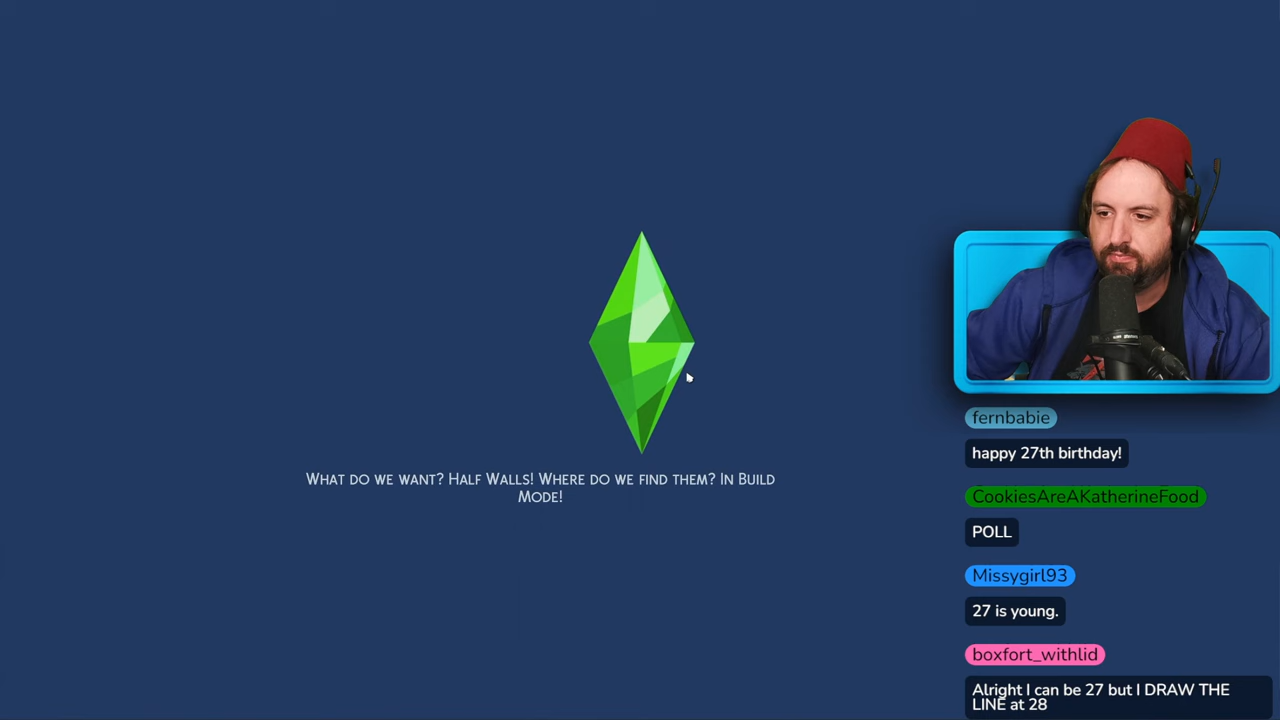 What do we want? Half Walls! Where do we find them? In Build
Mode!
fernbabie
happy 27th birthday!
CookiesAreAKatherineFood
POLL
Missygirl93
27 is young.
boxfort_withlid
Alright I can be 27 but I DRAW THE
LINE at 28